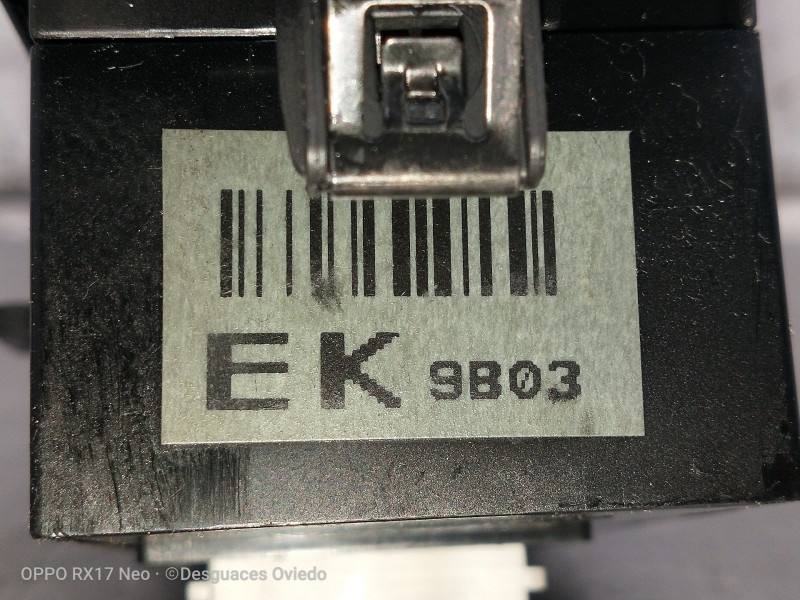 EK 9B03
OPPO RX17 Neo · ©Desguaces Oviedo